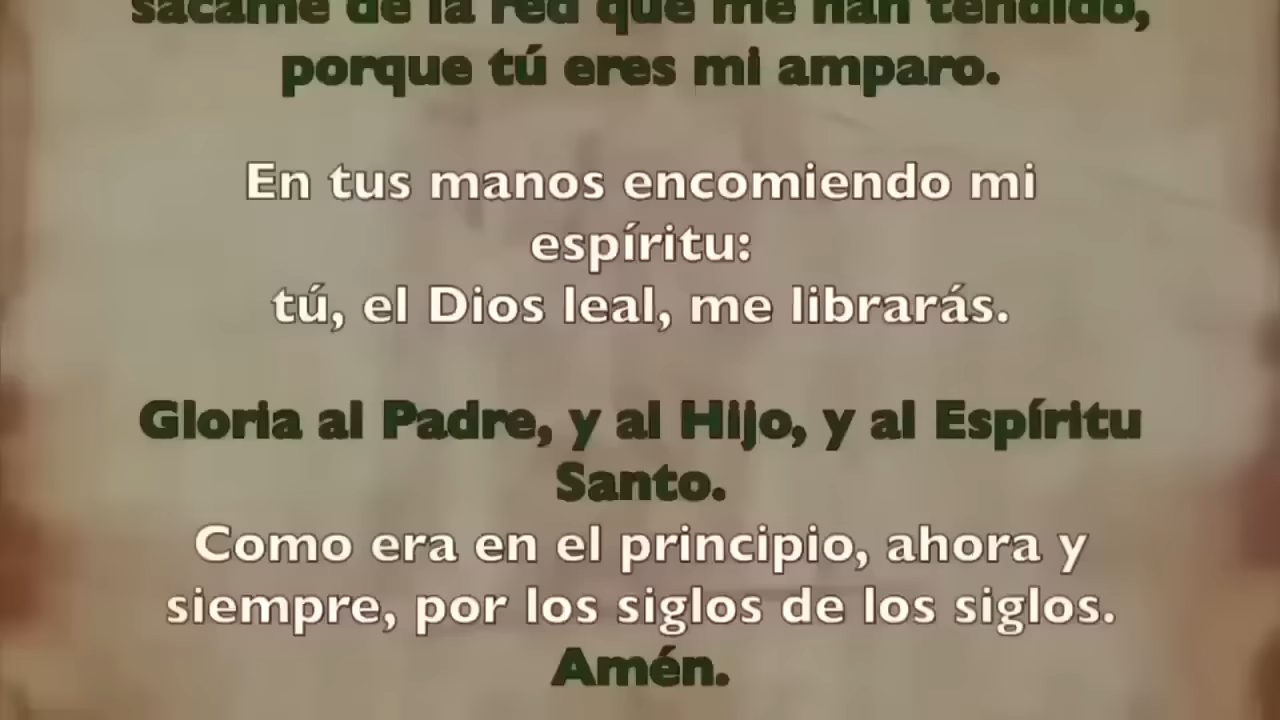 sácame de la red que me han tendido,
porque tú eres mi amparo.
En tus manos encomiendo mi
espíritu:
tú, el Dios leal, me librarás.
Gloria al Padre, y al Hijo, y al Espíritu
Santo.
Como era en el principio, ahora y
siempre, por los siglos de los siglos.
Amén.